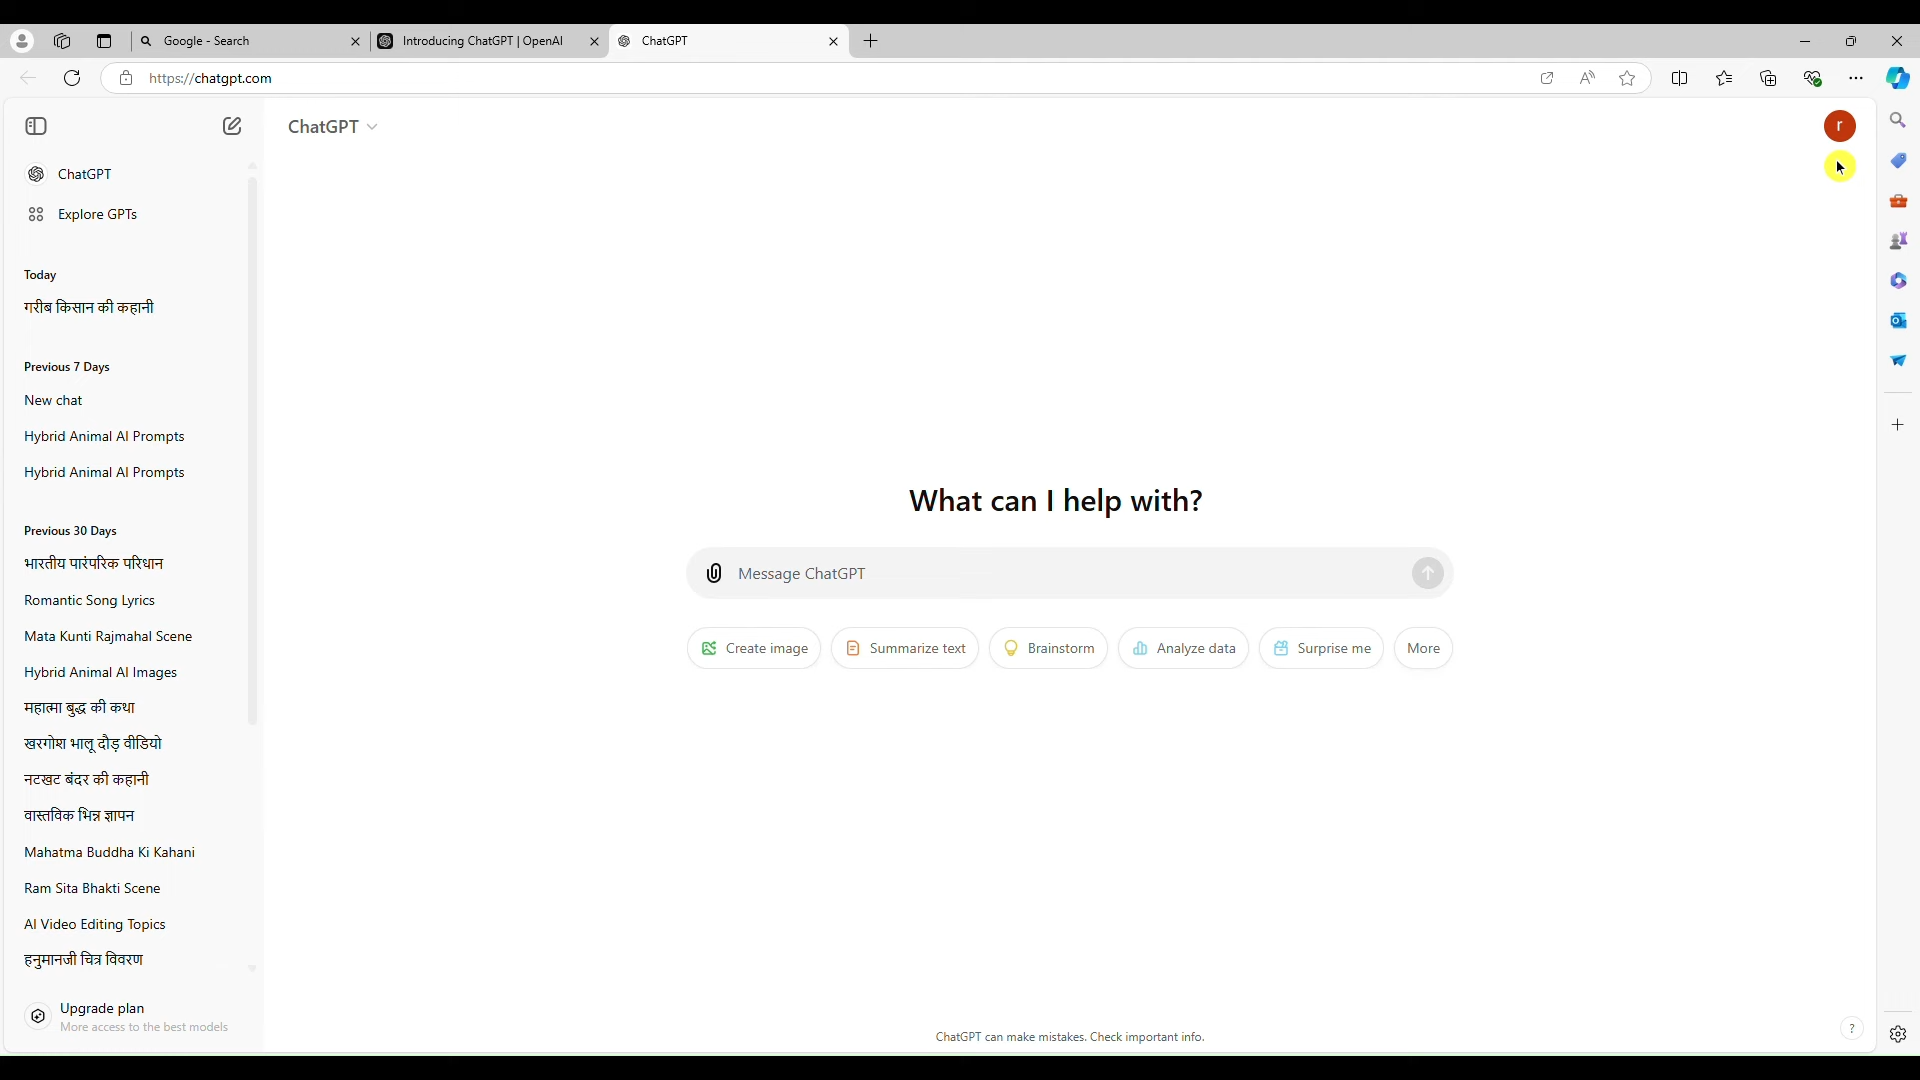 Google - Search
Introducing ChatGPT | OpenAI
ChatGPT
https://chatgpt.com
ChatGPT
r
ChatGPT
Explore GPTs
Today
गरीब किसान की कहानी
Previous 7 Days
New chat
Hybrid Animal AI Prompts
Hybrid Animal AI Prompts
Previous 30 Days
भारतीय पारंपरिक परिधान
Romantic Song Lyrics
Mata Kunti Rajmahal Scene
Hybrid Animal AI Images
महात्मा बुद्ध की कथा
खरगोश भालू दौड़ वीडियो
नटखट बंदर की कहानी
वास्तविक भिन्न ज्ञापन
Mahatma Buddha Ki Kahani
Ram Sita Bhakti Scene
AI Video Editing Topics
हनुमानजी चित्र विवरण
Upgrade plan
More access to the best models
What can I help with?
Message ChatGPT
Create image
Summarize text
Brainstorm
Analyze data
Surprise me
More
ChatGPT can make mistakes. Check important info.
?